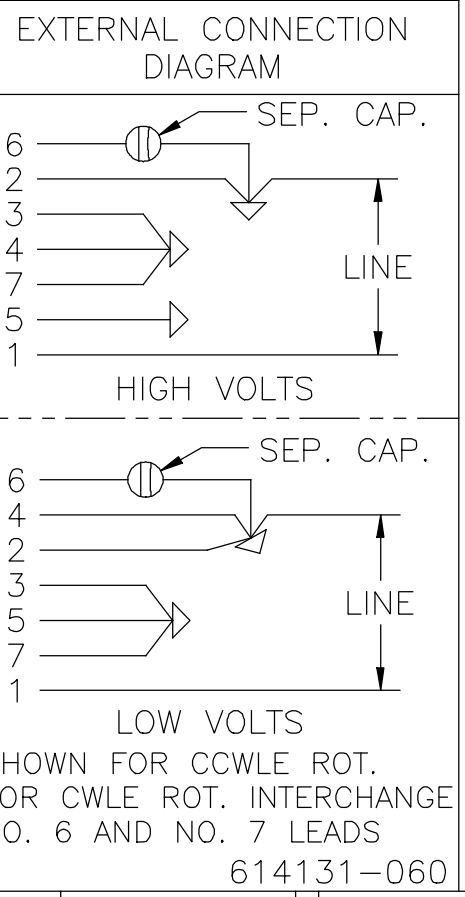 EXTERNAL CONNECTION
DIAGRAM
SEP. CAP.
6
2
3
4
LINE
7
5
1
HIGH VOLTS
SEP. CAP.
6
4
2
3
LINE
5
7
1
LOW VOLTS
HOWN FOR CCWLE ROT.
OR CWLE ROT. INTERCHANGE
O. 6 AND NO. 7 LEADS
614131-060